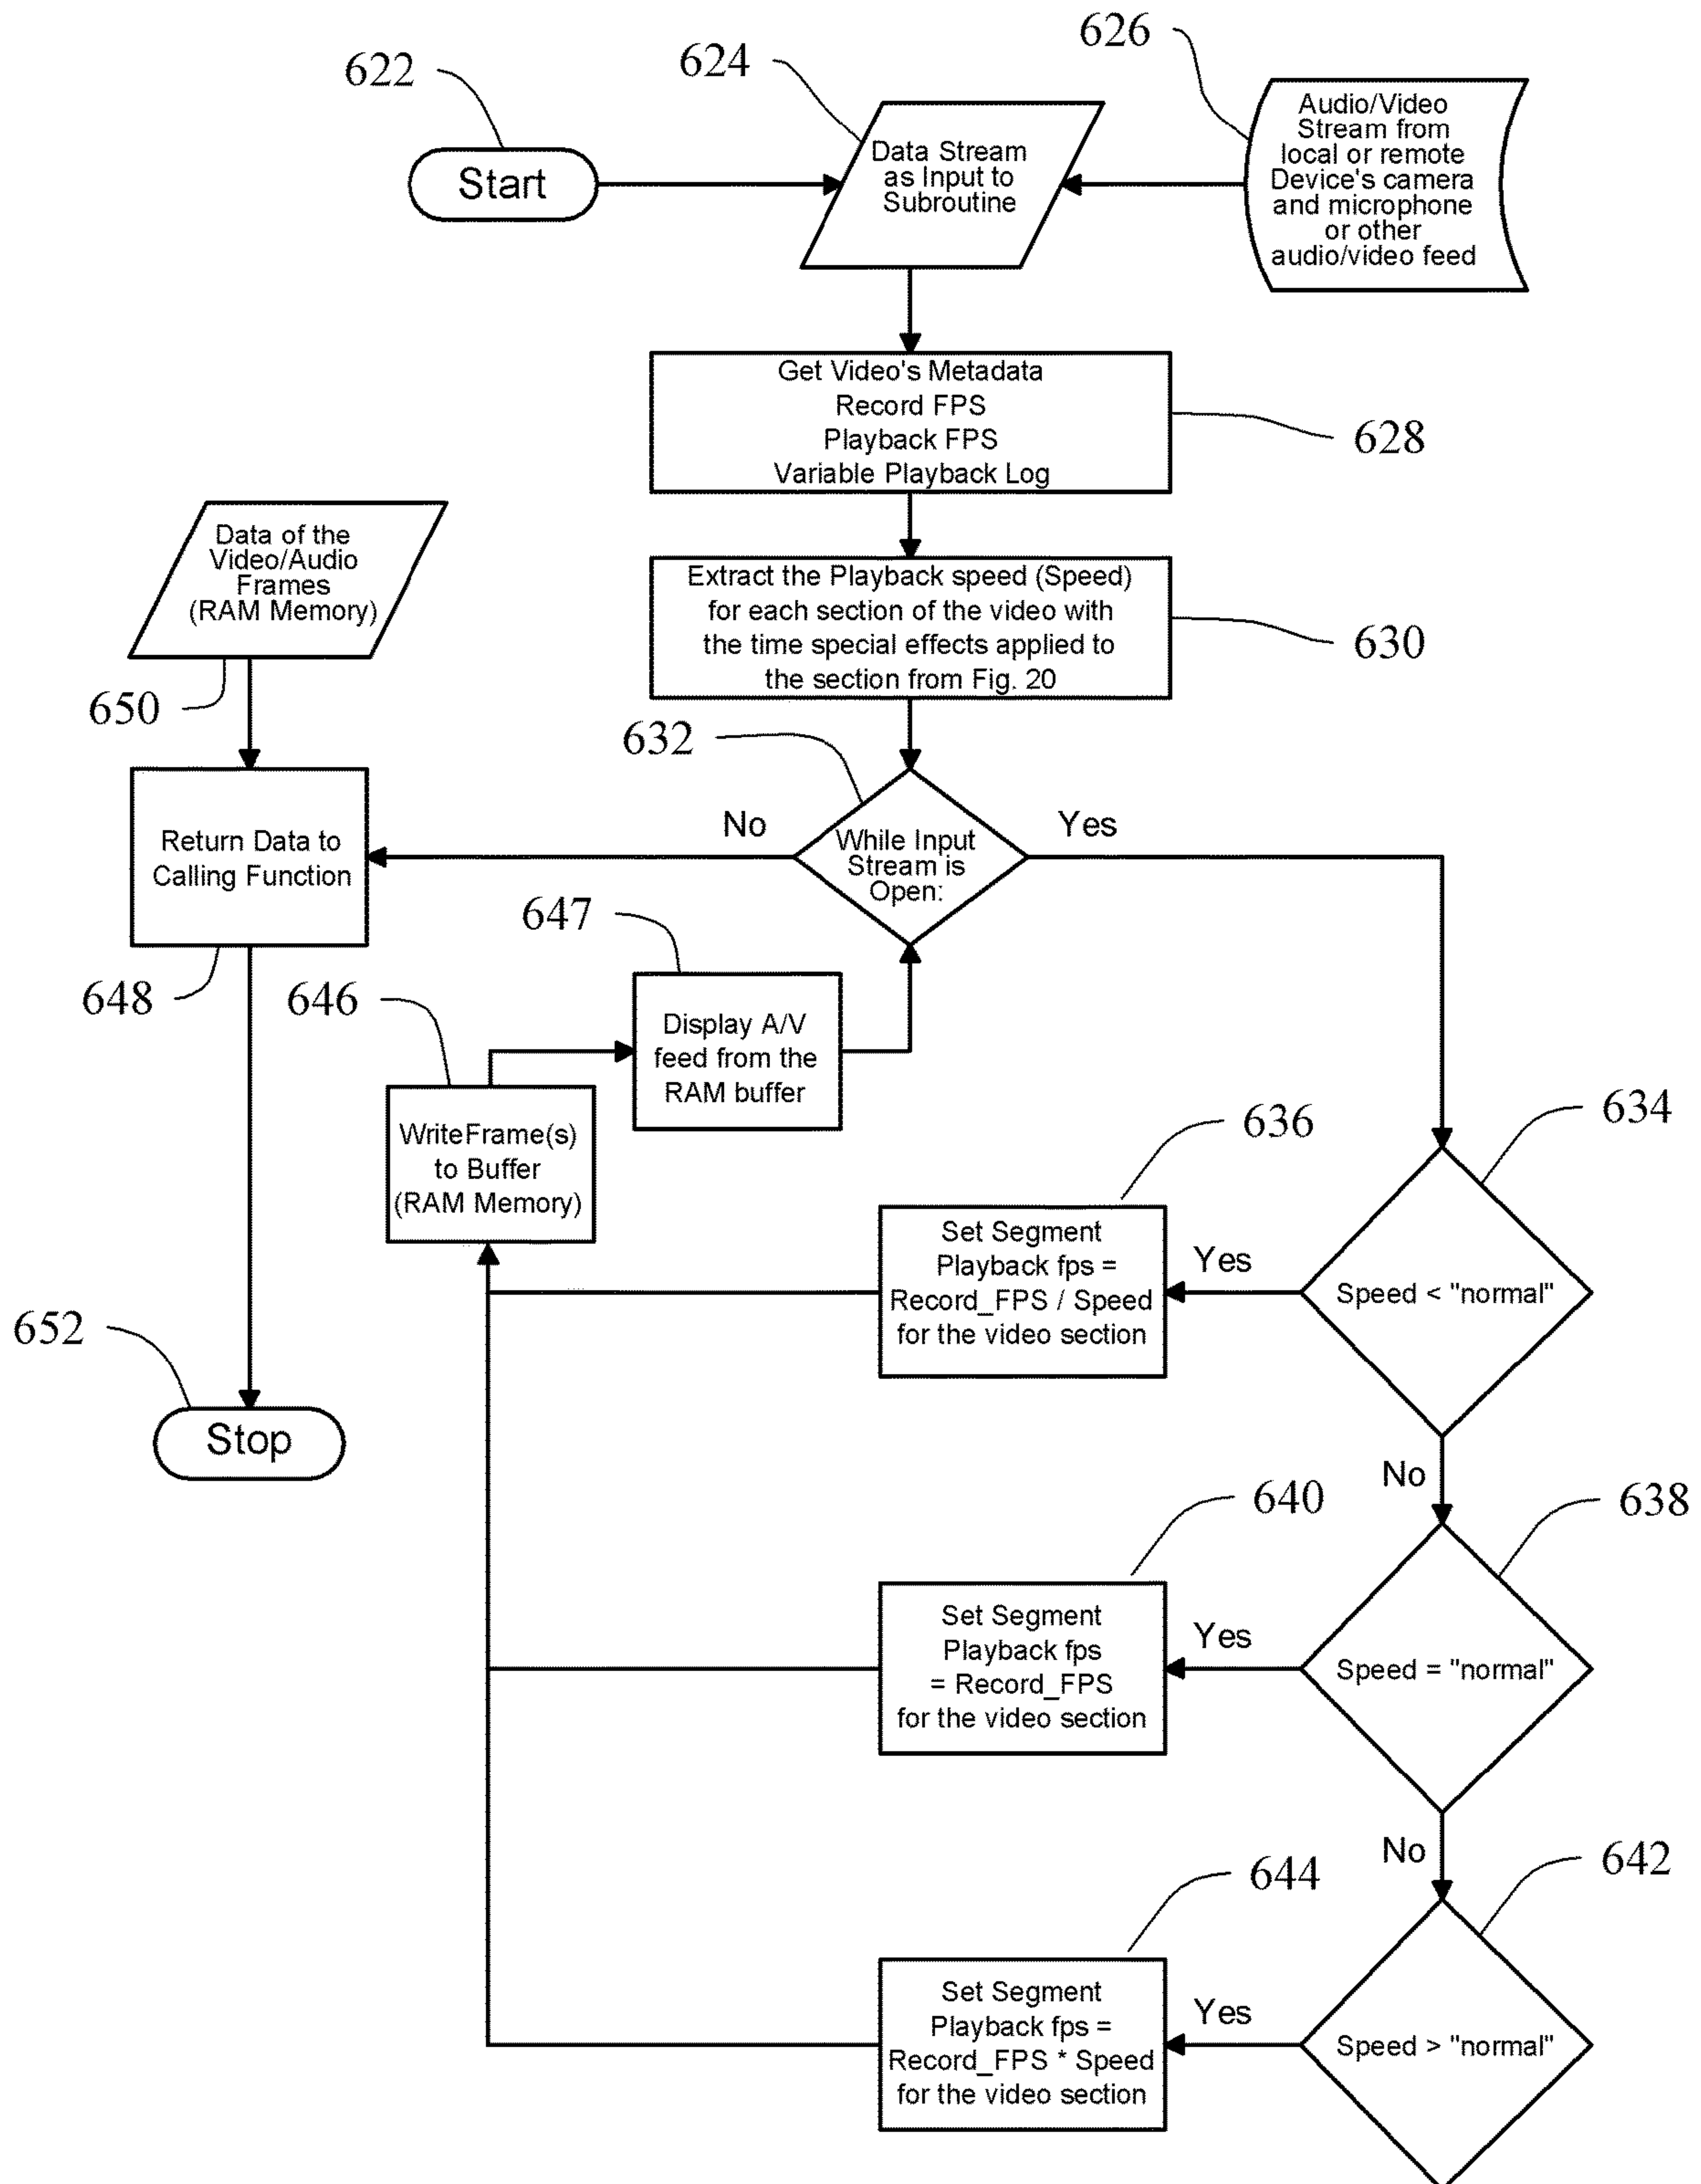 622
624
626
Start
Data Stream
as Input to
Subroutine
Audio/Video
Stream from
local or remote
Device's camera
and microphone
or other
audio/video feed
Get Video's Metadata
Record FPS
Playback FPS
Variable Playback Log
628
Data of the
Video/Audio
Frames
(RAM Memory)
650
Extract the Playback speed (Speed)
for each section of the video with
the time special effects applied to
the section from Fig. 20
630
632
No
Yes
While Input
Stream is
Open:
Return Data to
Calling Function
648
647
646
Display A/V
feed from the
RAM buffer
WriteFrame(s)
to Buffer
(RAM Memory)
634
636
Set Segment
Playback fps =
Record_FPS / Speed
for the video section
Yes
Speed < "normal"
652
Stop
No
638
640
Set Segment
Playback fps
= Record_FPS
for the video section
Yes
Speed = "normal"
No
642
644
Set Segment
Playback fps =
Record_FPS * Speed
for the video section
Yes
Speed > "normal"